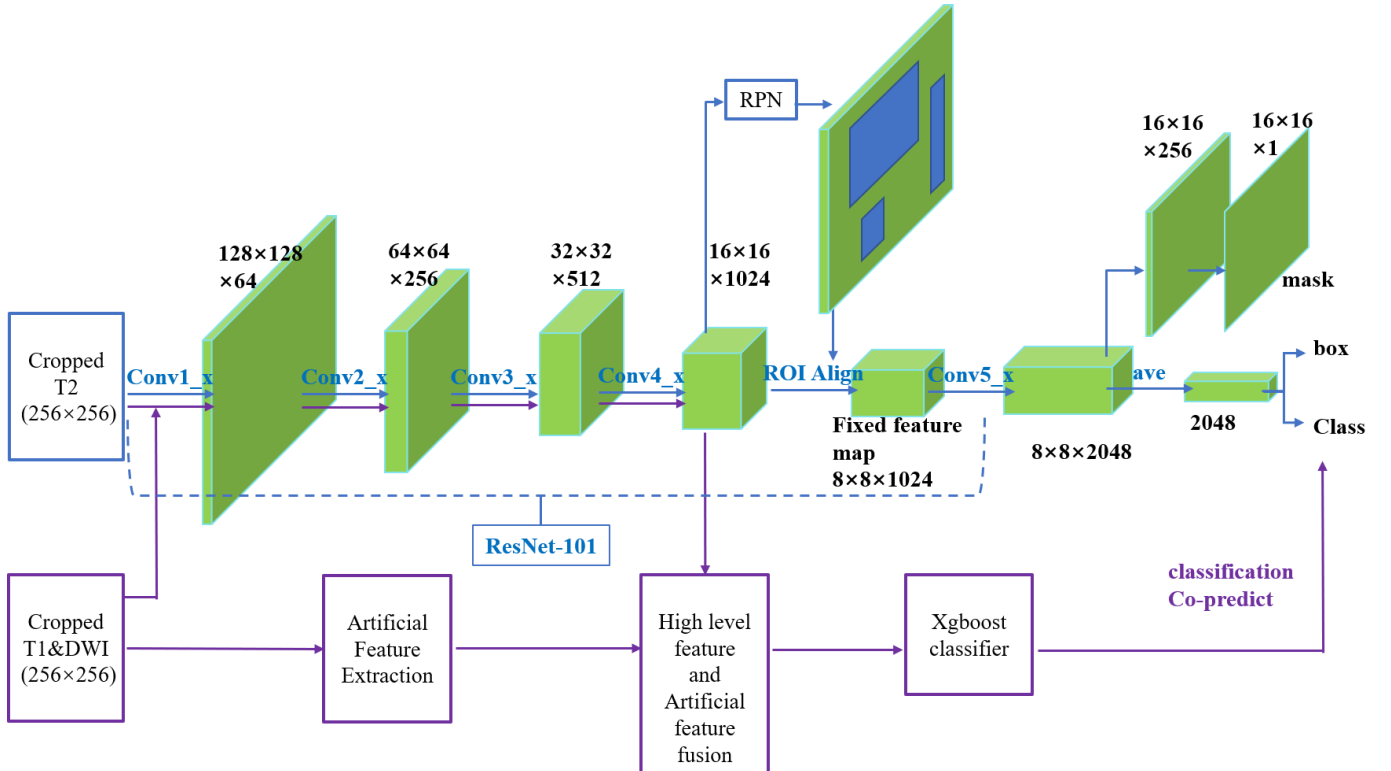 RPN
16×16
×256
16×16
×1
128×128
×64
64×64
×256
32×32
×512
16×16
×1024
mask
Cropped
T2
(256×256)
Conv1_x
Conv2_x
Conv3_x
Conv4_x
ROI Align
Conv5_x
ave
box
Class
Fixed feature
map
8×8×1024
8×8×2048
2048
ResNet-101
Cropped
T1&DWI
(256×256)
Artificial
Feature
Extraction
High level
feature
and
Artificial
feature
fusion
Xgboost
classifier
classification
Co-predict